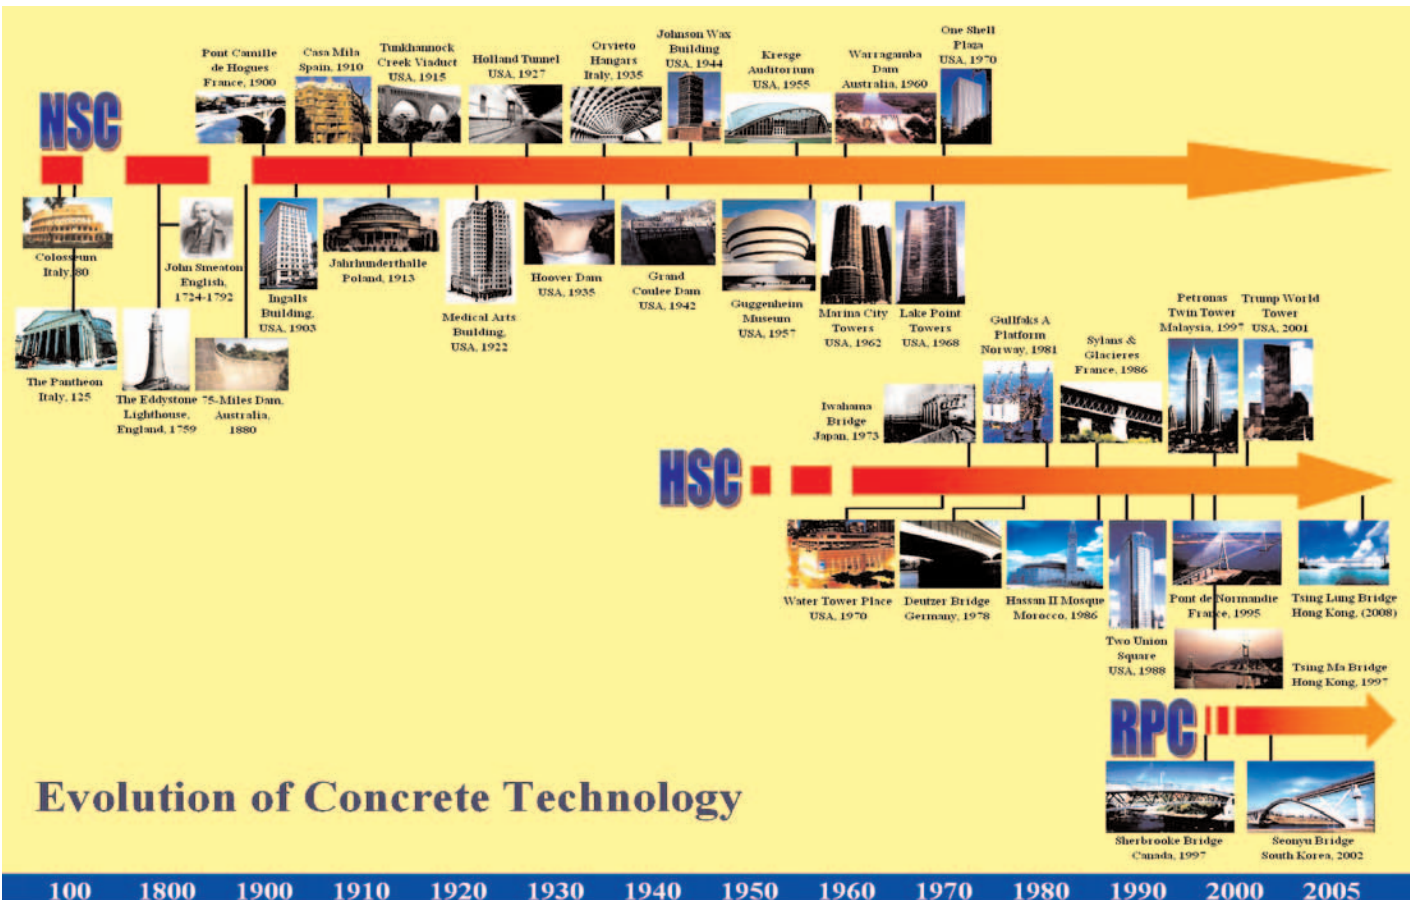 Pont Camille
de Hogues
France, 1900
Casa Mila
Spain, 1910
Tunkhannock
Creek Viaduct
USA, 1915
Holland Tunnel
USA, 1927
Orvieto
Hangars
Italy, 1935
Johnson Wax
Building
USA, 1944
Kresge
Auditorium
USA, 1955
Warragamba
Dam
Australia, 1960
One Shell
Plaza
USA, 1970
NSC
Colosseum
Italy, 80
John Smeaton
English,
1724-1792
Ingalls
Building,
USA, 1903
Jahrhunderthalle
Poland, 1913
Medical Arts
Building,
USA, 1922
Hoover Dam
USA, 1935
Grand
Coulee Dam
USA, 1942
Guggenheim
Museum
USA, 1957
Marina City
Towers
USA, 1962
Lake Point
Towers
USA, 1968
The Pantheon
Italy, 125
The Eddystone
Lighthouse,
England, 1759
75-Miles Dam,
Australia,
1880
Iwahama
Bridge
Japan, 1973
Gullfaks A
Platform
Norway, 1981
Sylans &
Glacieres
France, 1986
Petronas
Twin Tower
Malaysia, 1997
Trump World
Tower
USA, 2001
HSC
Water Tower Place
USA, 1970
Deutzer Bridge
Germany, 1978
Hassan II Mosque
Morocco, 1986
Two Union
Square
USA, 1988
Pont de Normandie
France, 1995
Tsing Lung Bridge
Hong Kong, (2008)
Tsing Ma Bridge
Hong Kong, 1997
RPC
Sherbrooke Bridge
Canada, 1997
Seonyu Bridge
South Korea, 2002
Evolution of Concrete Technology
100 1800 1900 1910 1920 1930 1940 1950 1960 1970 1980 1990 2000 2005